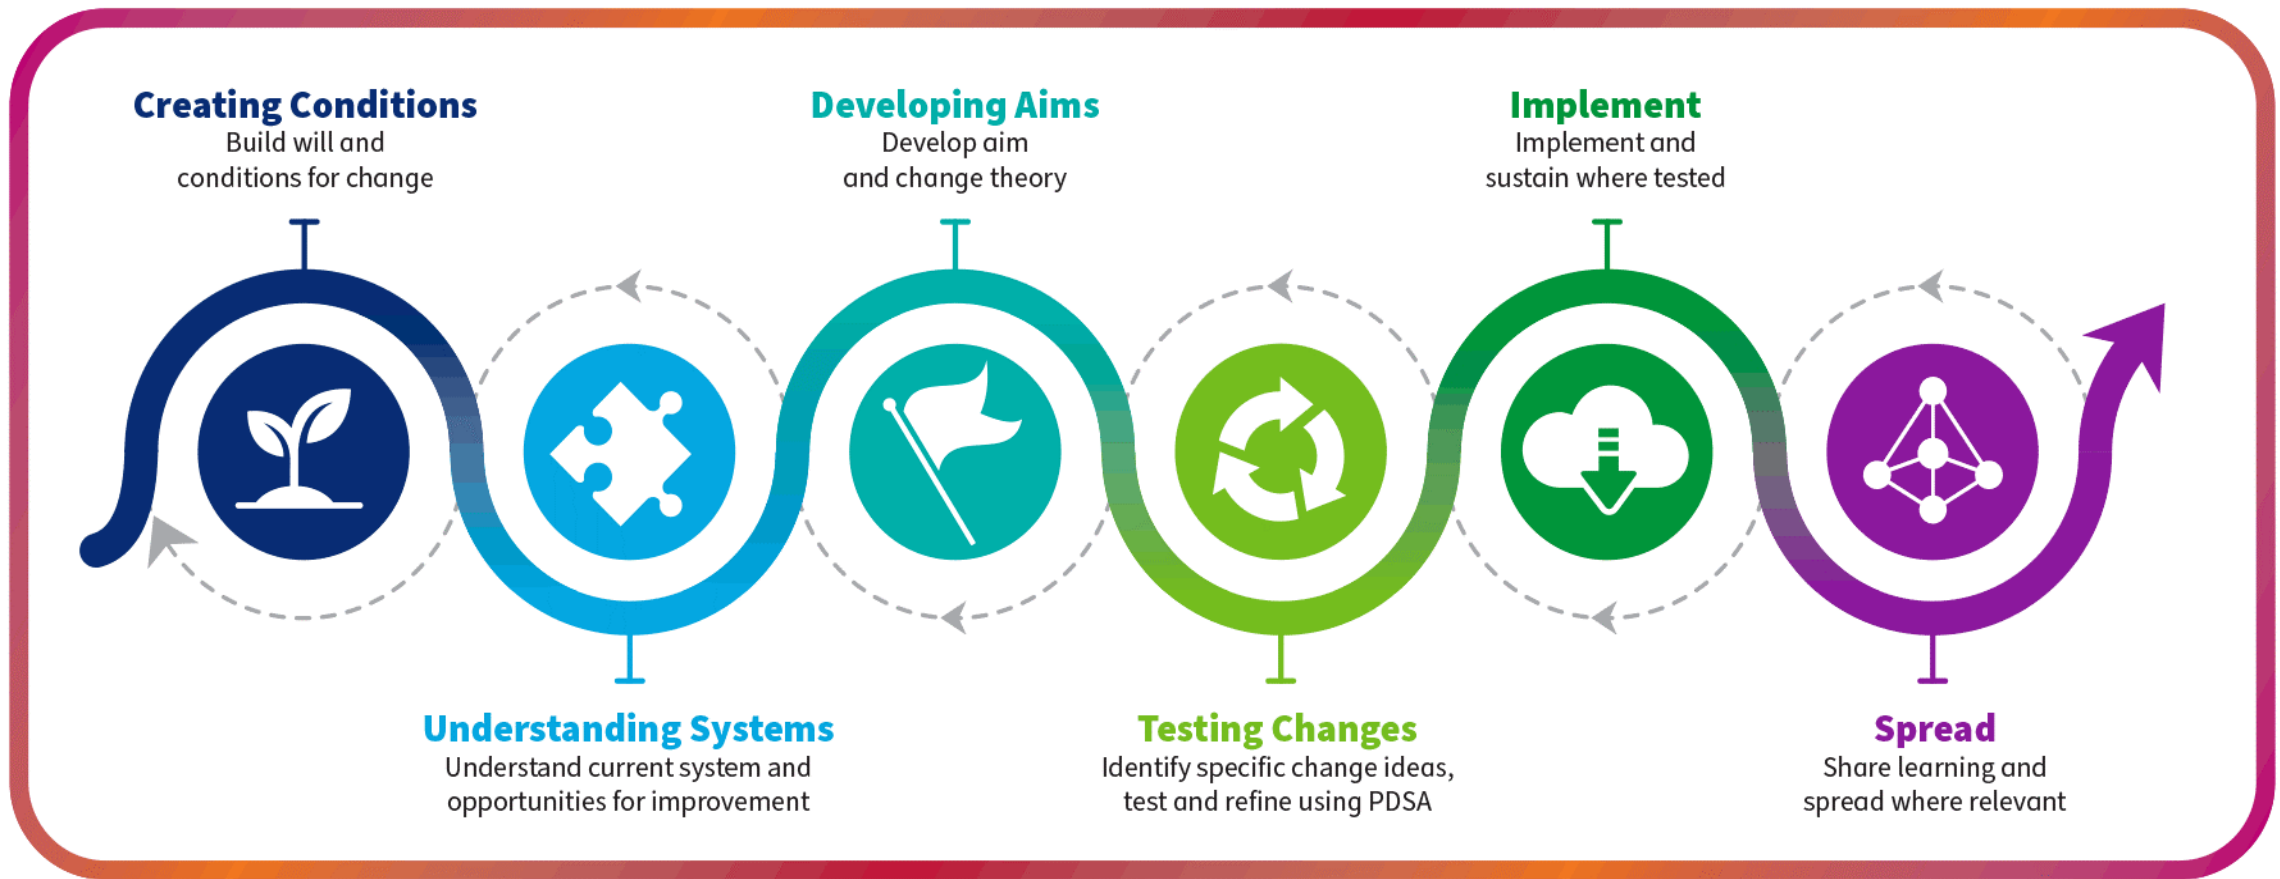 Creating Conditions
Build will and
conditions for change
Developing Aims
Develop aim
and change theory
Implement
Implement and
sustain where tested
Understanding Systems
Understand current system and
opportunities for improvement
Testing Changes
Identify specific change ideas,
test and refine using PDSA
Spread
Share learning and
spread where relevant